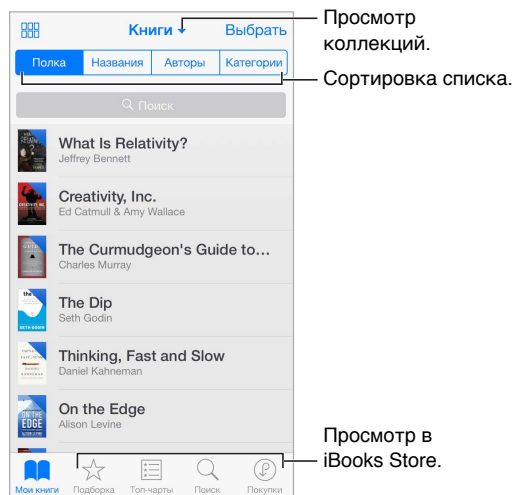 Книги
Выбрать
Просмотр
коллекций.
Полка Названия Авторы Категории
Сортировка списка.
Поиск
What Is Relativity?
Jeffrey Bennett
Creativity, Inc.
Ed Catmull & Amy Wallace
The Curmudgeon's Guide to…
Charles Murray
The Dip
Seth Godin
Thinking, Fast and Slow
Daniel Kahneman
On the Edge
Alison Levine
Просмотр в
iBooks Store.
Мои книги Подборка Топ-чарты Поиск Покупки